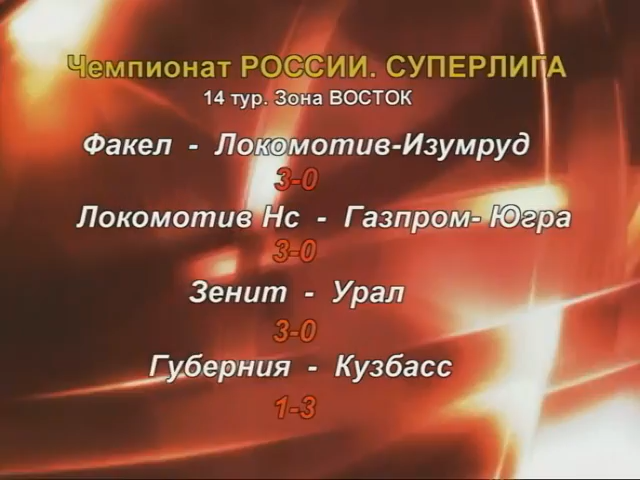 Чемпионат РОССИИ. СУПЕРЛИГА
14 тур. Зона ВОСТОК
Факел - Локомотив-Изумруд
3-0
Локомотив Нс - Газпром- Югра
3-0
Зенит - Урал
3-0
Губерния - Кузбасс
1-3